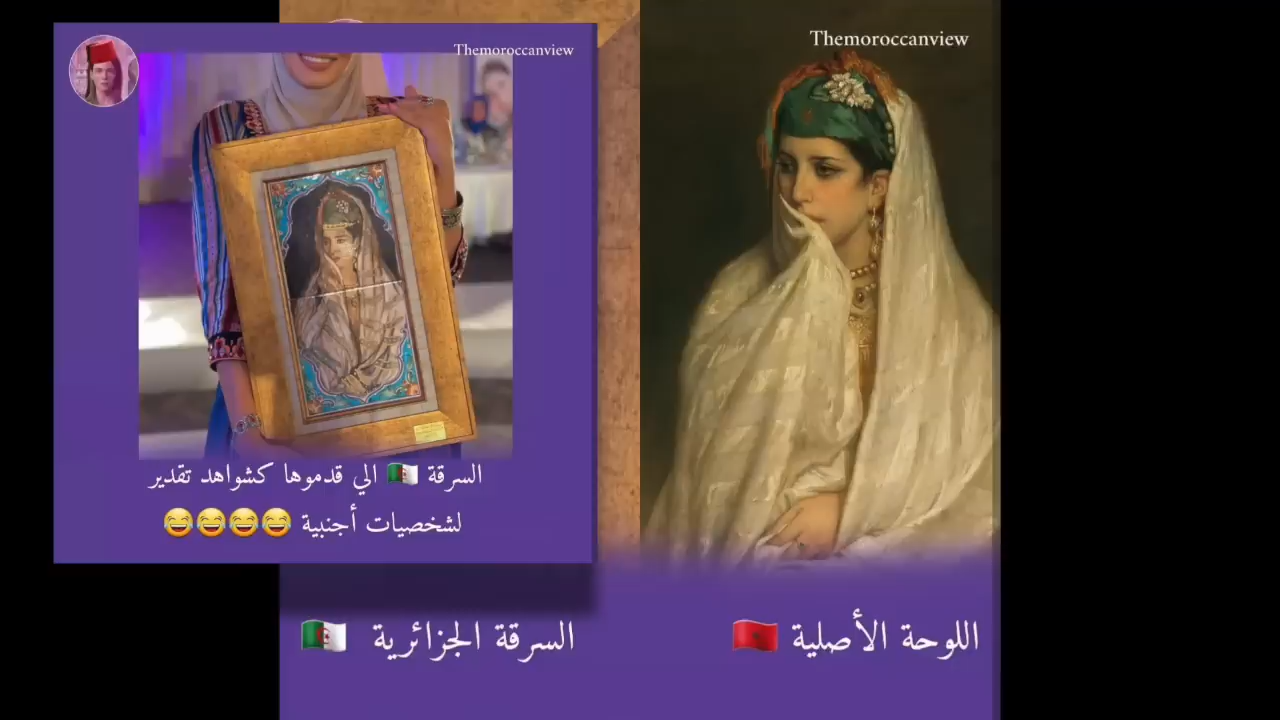 Themoroccanview
السرقة 🇩🇿 الي قدموها كشواهد تقدير
لشخصيات أجنبية 😂😂😂😂
Themoroccanview
اللوحة الأصلية 🇲🇦
السرقة الجزائرية 🇩🇿